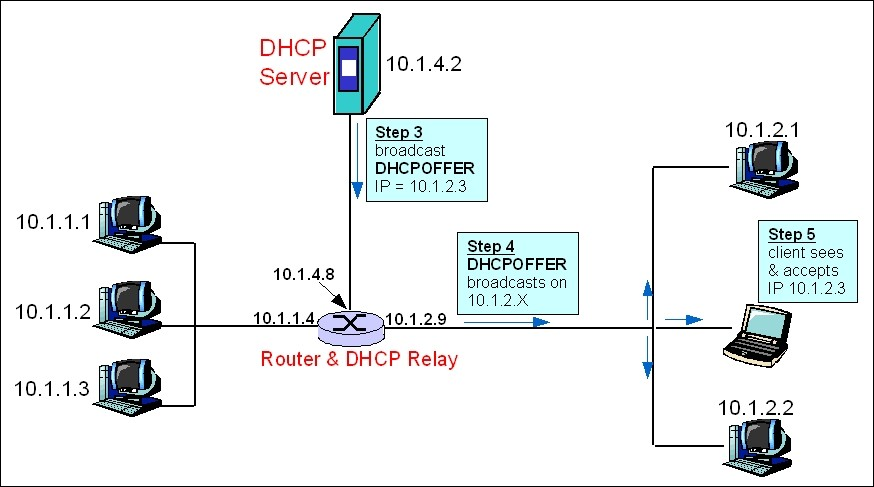 DHCP
Server
10.1.4.2
Step 3
broadcast
DHCPOFFER
IP = 10.1.2.3
10.1.2.1
10.1.1.1
10.1.1.2
10.1.1.3
10.1.4.8
10.1.1.4
10.1.2.9
Router & DHCP Relay
Step 4
DHCPOFFER
broadcasts on
10.1.2.X
Step 5
client sees
& accepts
IP 10.1.2.3
10.1.2.2